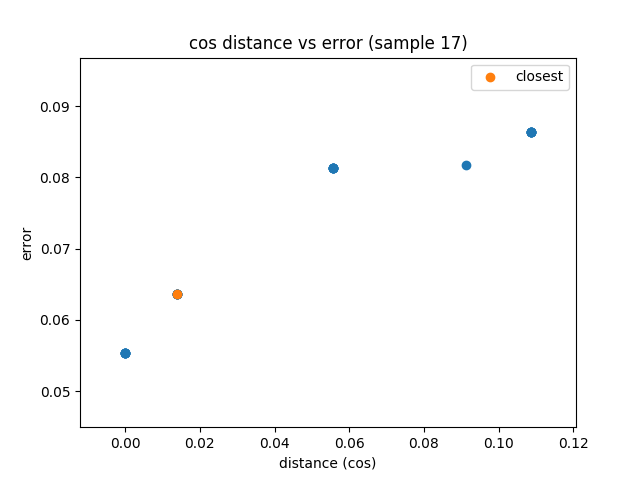 cos distance vs error (sample 17)
closest
0.09
0.08
0.07
0.06
0.05
error
0.00 0.02 0.04 0.06 0.08 0.10 0.12
distance (cos)